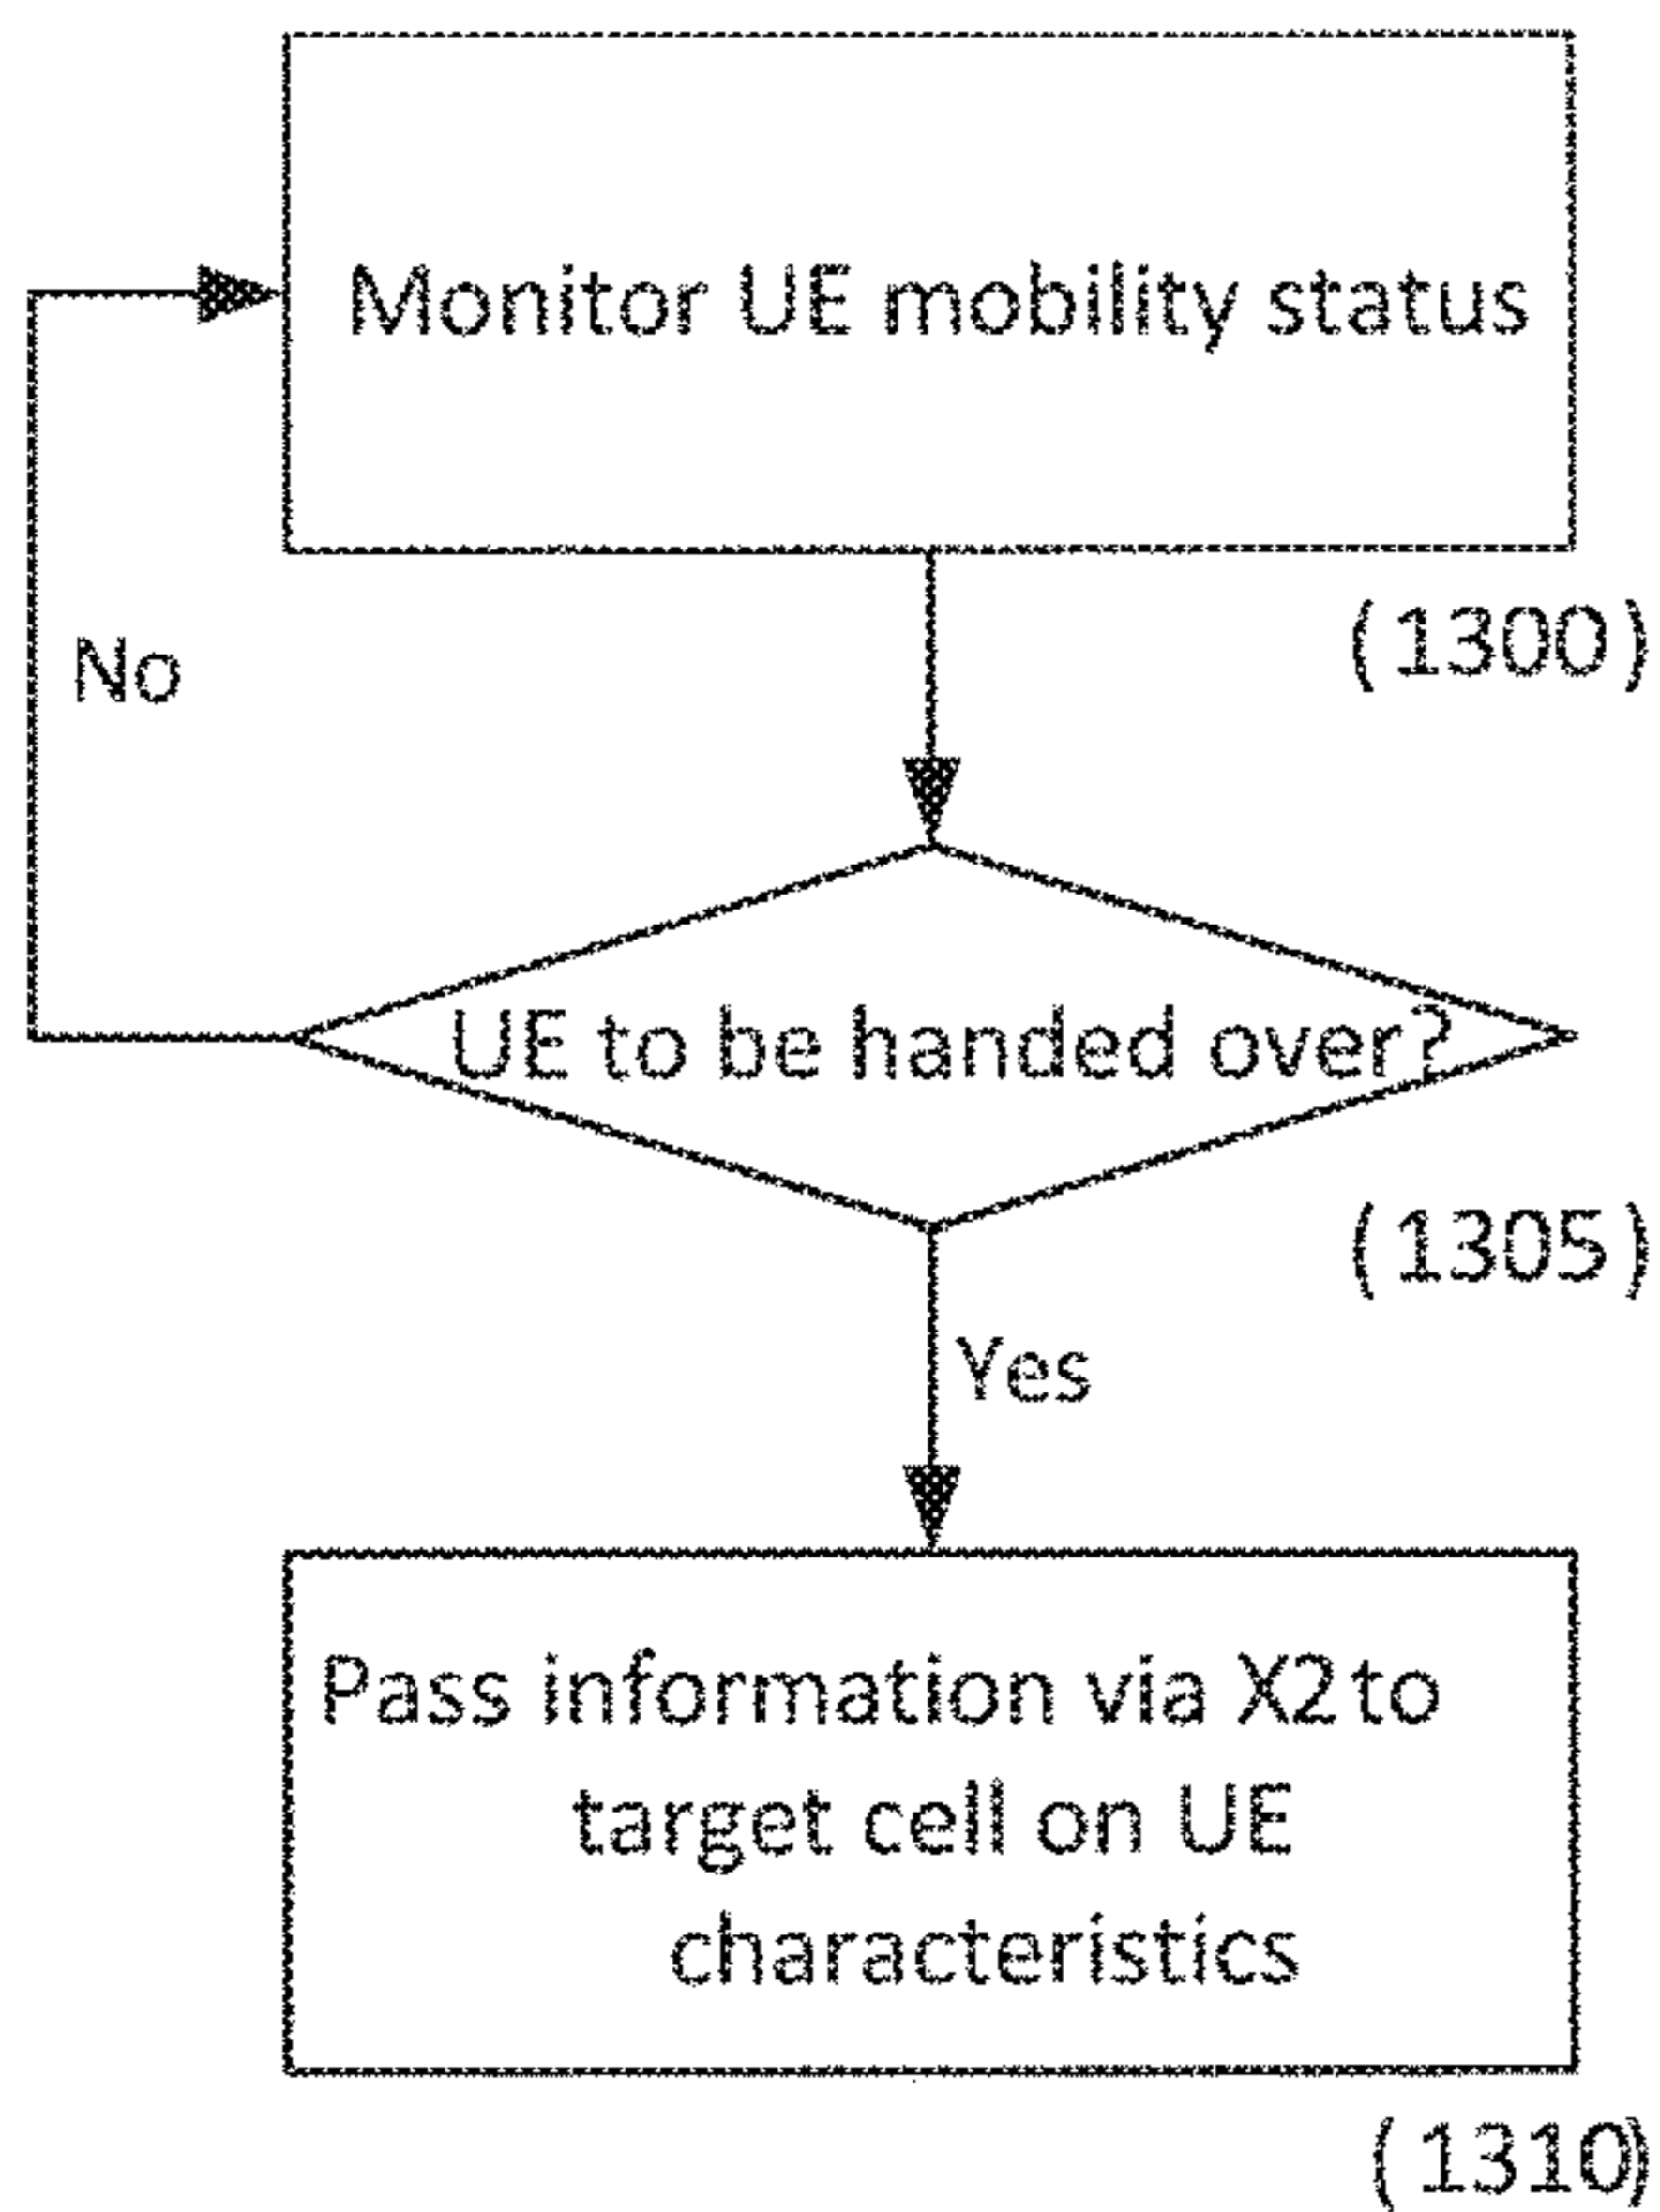 Monitor UE mobility status
(1300)
No
UE to be handed over?
(1305)
Yes
Pass information via X2 to
target cell on UE
characteristics
(1310)